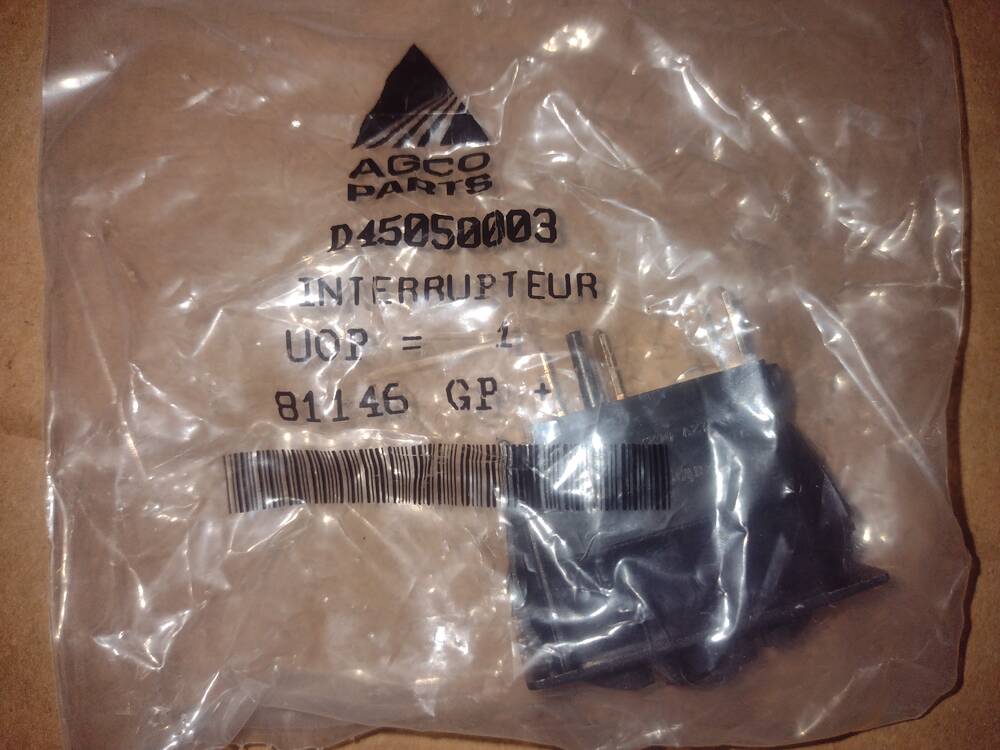 AGCO
PARTS
D45050003
INTERRUPTEUR
UOP = 1
81146 GP +